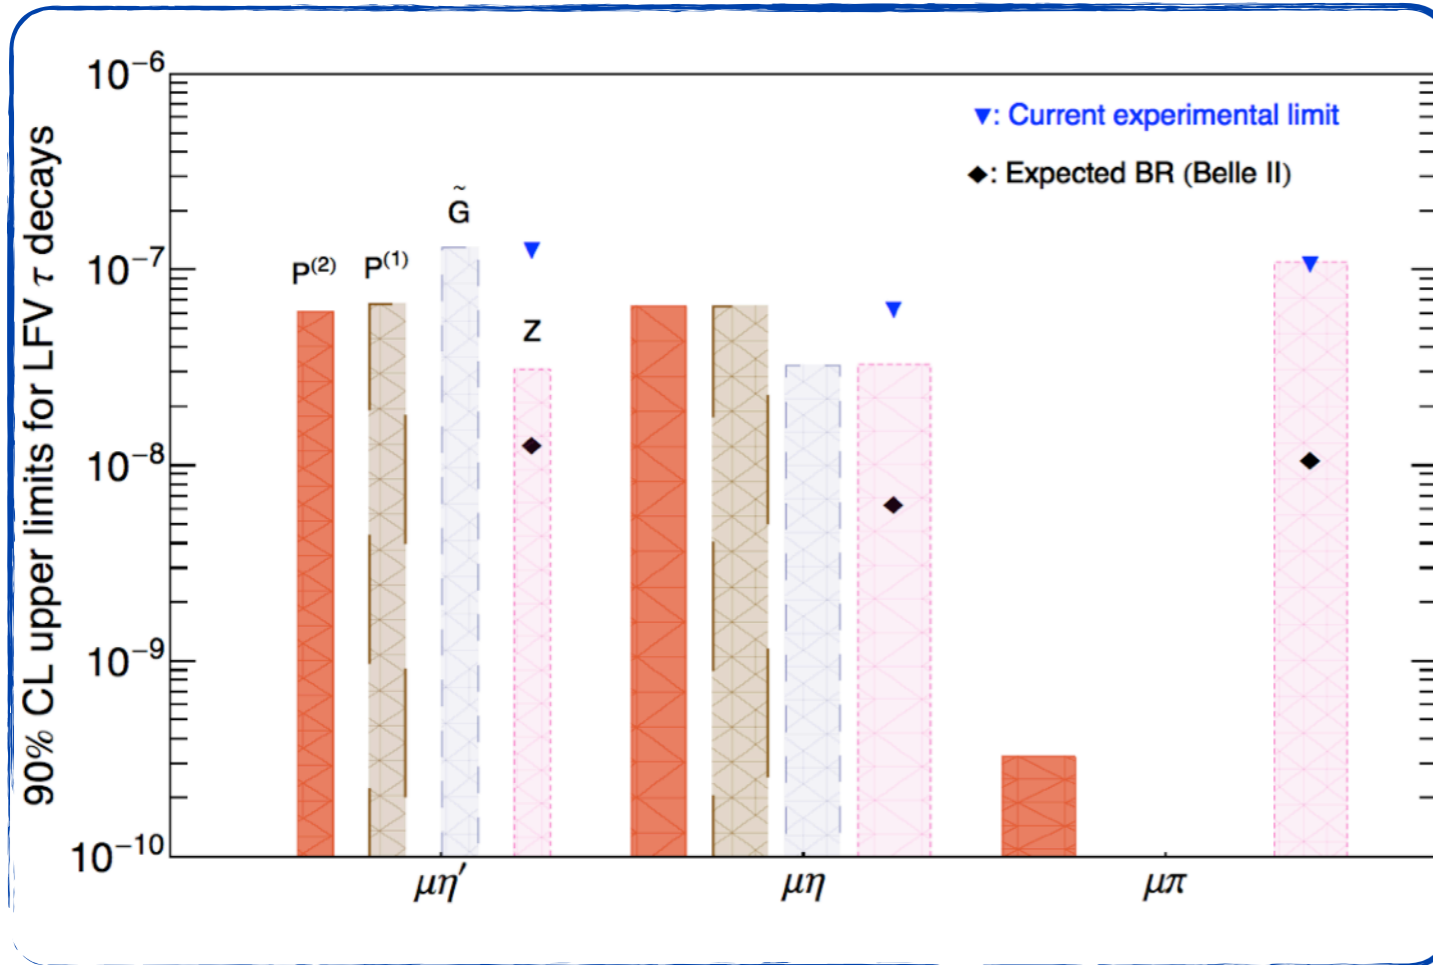 90% CL upper limits for LFV τ decays
10⁻⁶
10⁻⁷
10⁻⁸
10⁻⁹
10⁻¹⁰
▼: Current experimental limit
◆: Expected BR (Belle II)
P⁽²⁾
P⁽¹⁾
G̃
Z
μη′
μη
μπ